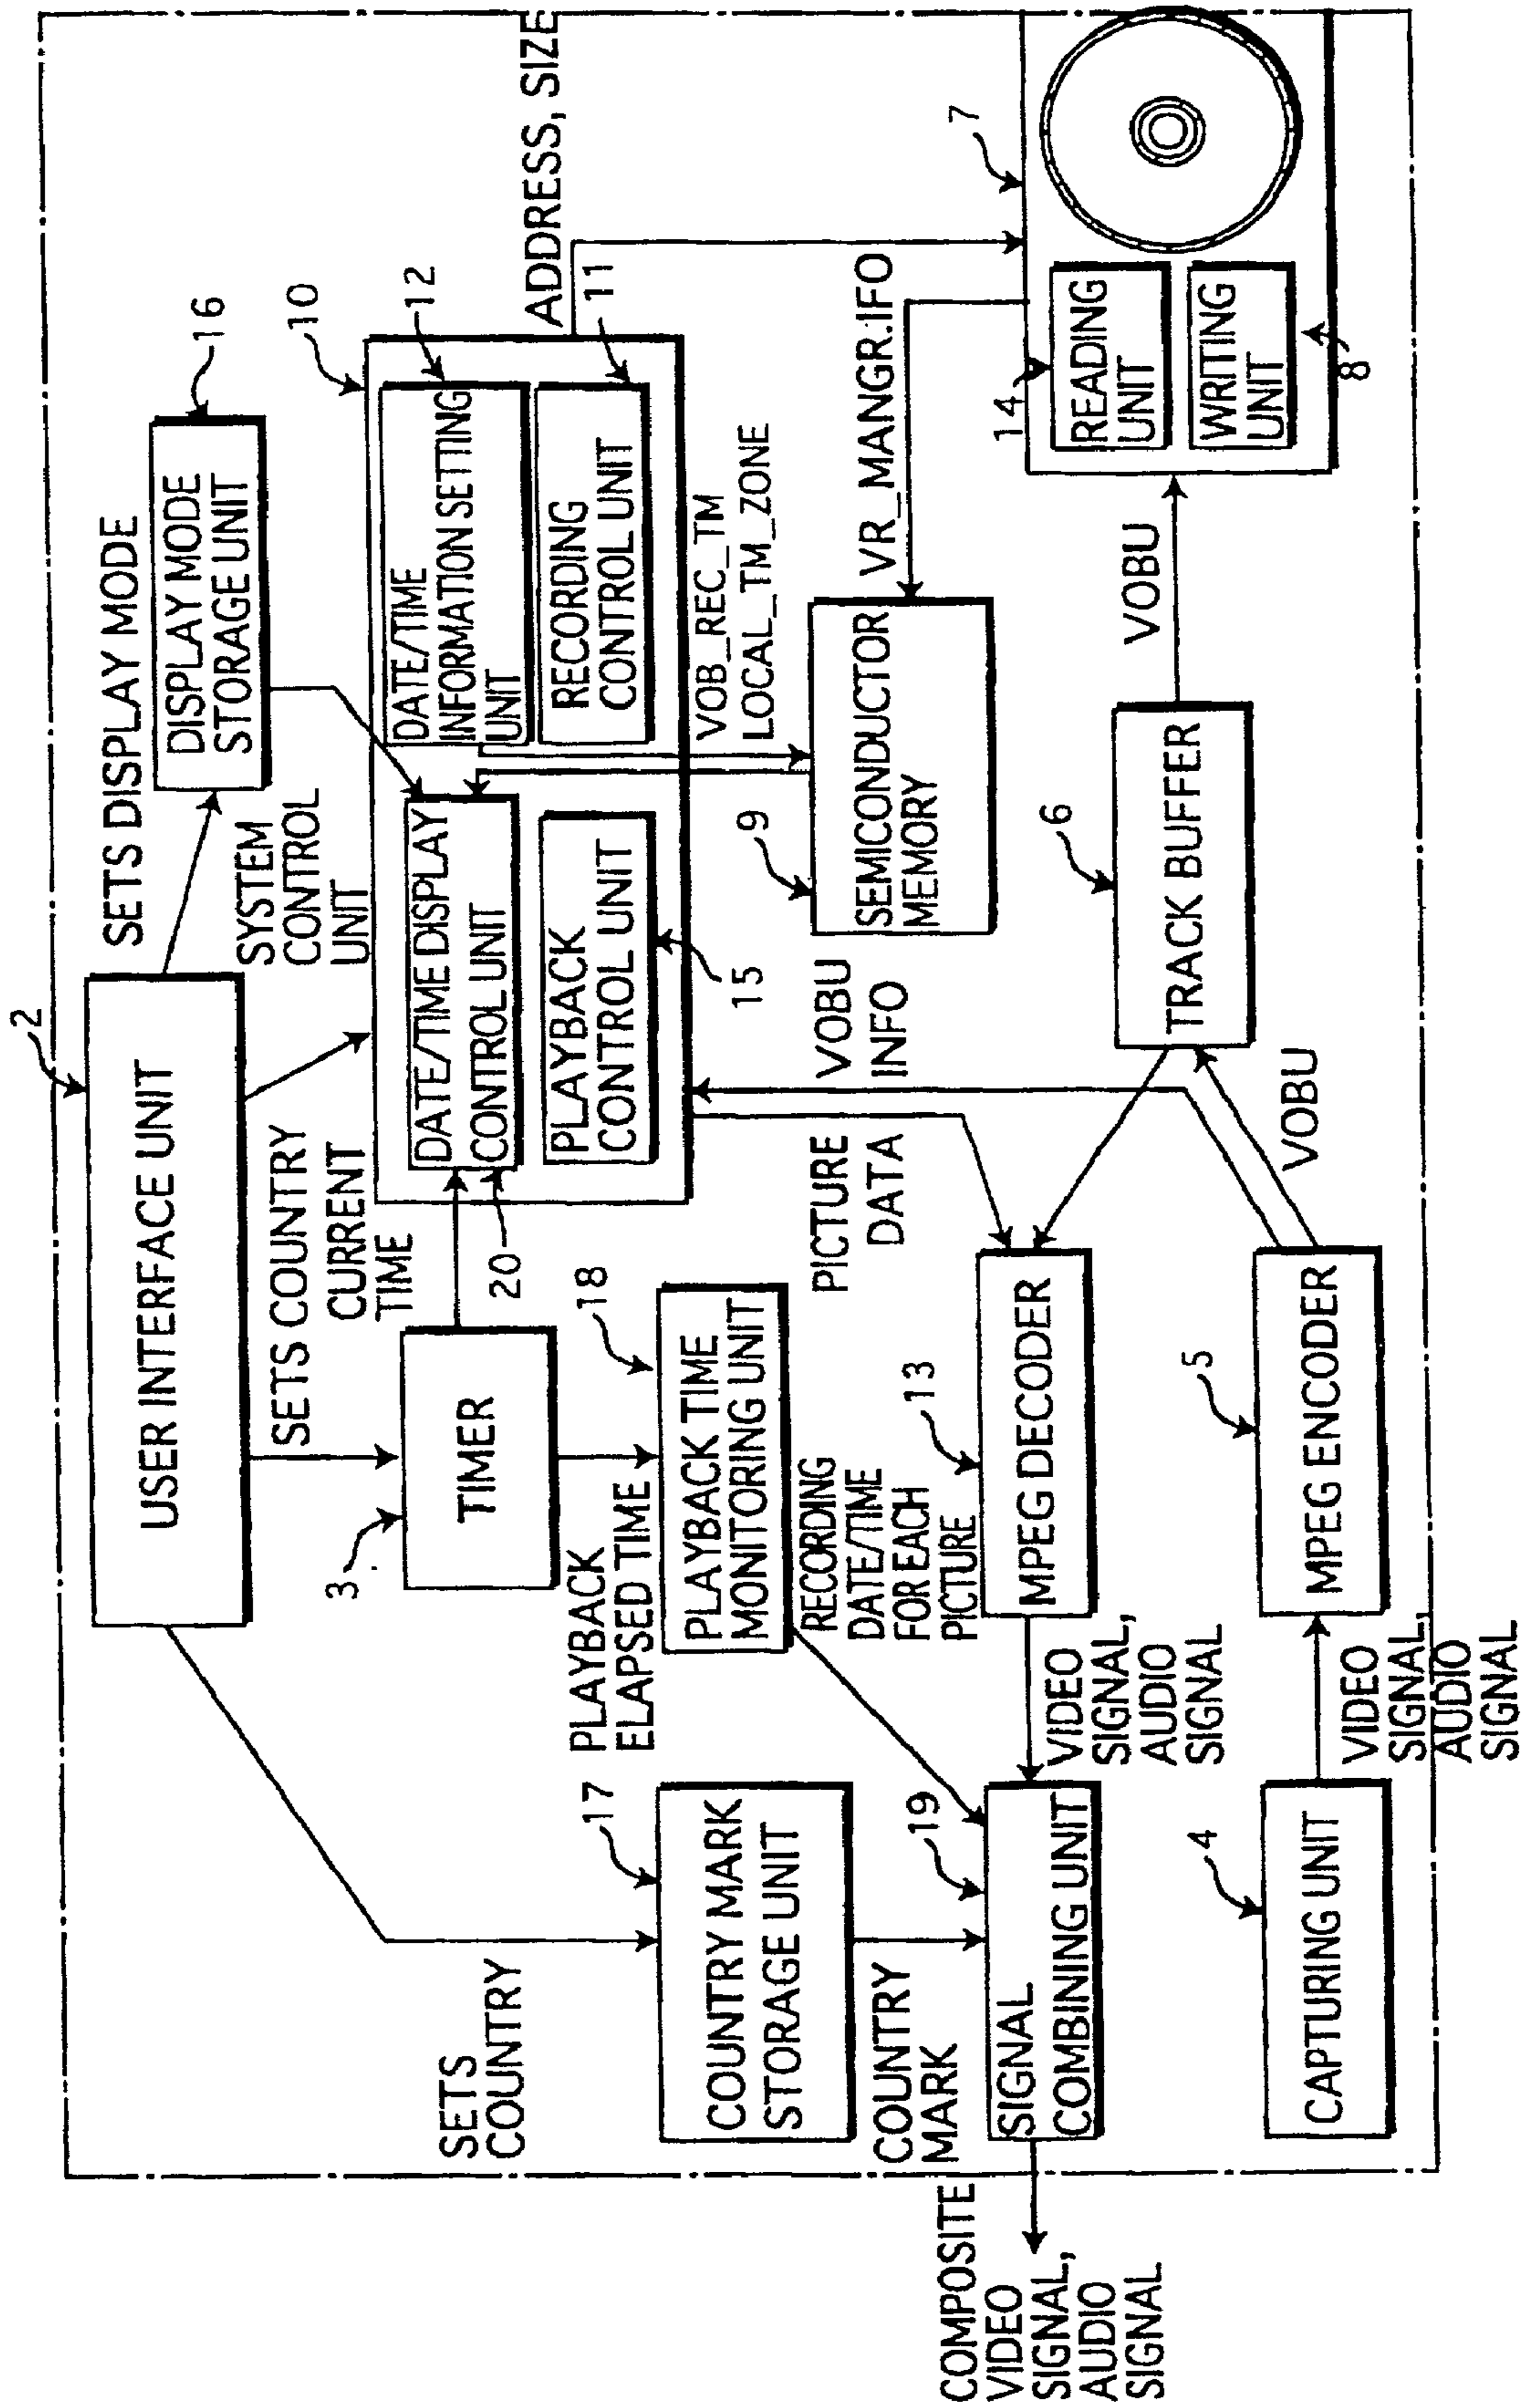 2
USER INTERFACE UNIT
SETS DISPLAY MODE
16
DISPLAY MODE
STORAGE UNIT
SYSTEM
CONTROL
UNIT
10
SETS COUNTRY
CURRENT
TIME
3
TIMER
20
DATE/TIME DISPLAY
CONTROL UNIT
PLAYBACK
CONTROL UNIT
15
12
DATE/TIME
INFORMATION SETTING
UNIT
11
RECORDING
CONTROL UNIT
ADDRESS, SIZE
VOB_REC_TM
LOCAL_TM_ZONE
SETS
COUNTRY
17
COUNTRY MARK
STORAGE UNIT
PLAYBACK
ELAPSED TIME
18
PLAYBACK TIME
MONITORING UNIT
9
SEMICONDUCTOR
MEMORY
VR_MANGR.IFO
7
RECORDING
DATE/TIME
FOR EACH
PICTURE
PICTURE
DATA
VOBU
INFO
COUNTRY
MARK
19
SIGNAL
COMBINING UNIT
COMPOSITE
VIDEO
SIGNAL,
AUDIO
SIGNAL
VIDEO
SIGNAL,
AUDIO
SIGNAL
13
MPEG DECODER
6
TRACK BUFFER
VOBU
14
READING
UNIT
WRITING
UNIT
8
4
CAPTURING UNIT
VIDEO
SIGNAL,
AUDIO
SIGNAL
5
MPEG ENCODER
VOBU